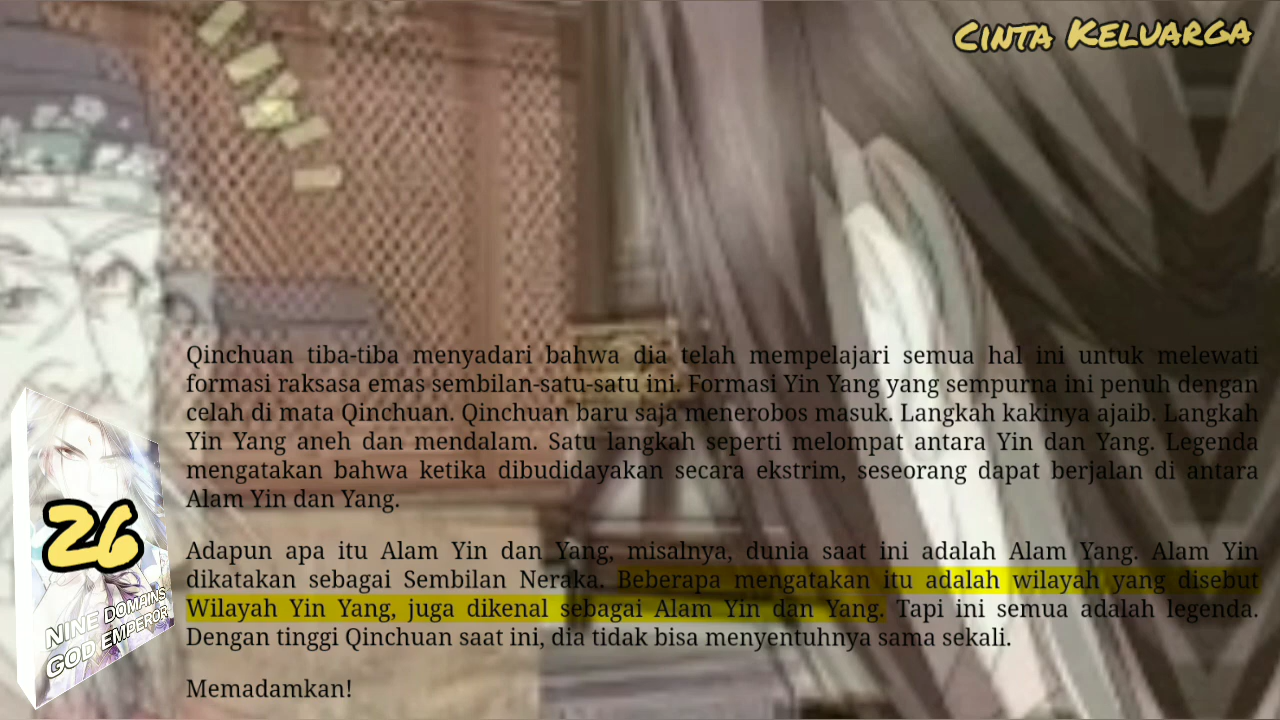 Cinta Keluarga
Qinchuan tiba-tiba menyadari bahwa dia telah mempelajari semua hal ini untuk melewati
formasi raksasa emas sembilan-satu-satu ini. Formasi Yin Yang yang sempurna ini penuh dengan
celah di mata Qinchuan. Qinchuan baru saja menerobos masuk. Langkah kakinya ajaib. Langkah
Yin Yang aneh dan mendalam. Satu langkah seperti melompat antara Yin dan Yang. Legenda
mengatakan bahwa ketika dibudidayakan secara ekstrim, seseorang dapat berjalan di antara
Alam Yin dan Yang.
Adapun apa itu Alam Yin dan Yang, misalnya, dunia saat ini adalah Alam Yang. Alam Yin
dikatakan sebagai Sembilan Neraka. Beberapa mengatakan itu adalah wilayah yang disebut
Wilayah Yin Yang, juga dikenal sebagai Alam Yin dan Yang. Tapi ini semua adalah legenda.
Dengan tinggi Qinchuan saat ini, dia tidak bisa menyentuhnya sama sekali.
Memadamkan!
26
NINE DOMAINS
GOD EMPEROR